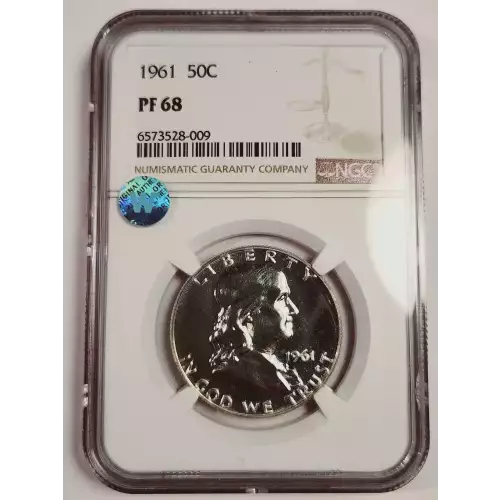 1961 50C
PF 68
6573528-009
NUMISMATIC GUARANTY COMPANY
NGC
LIBERTY
1961
IN GOD WE TRUST